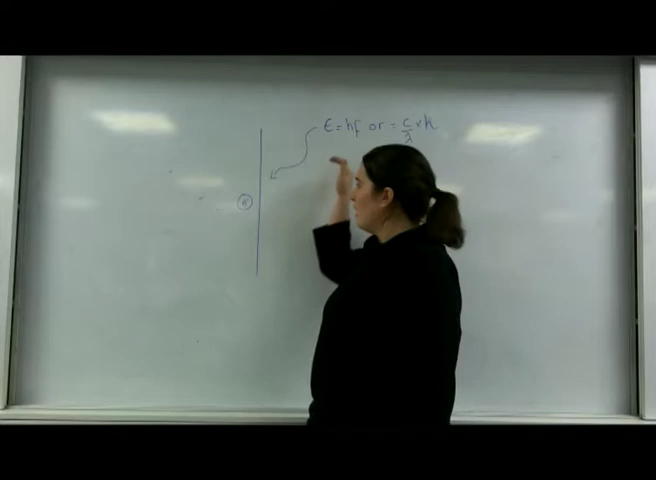 E = hf or = c/λ × h
e⁻